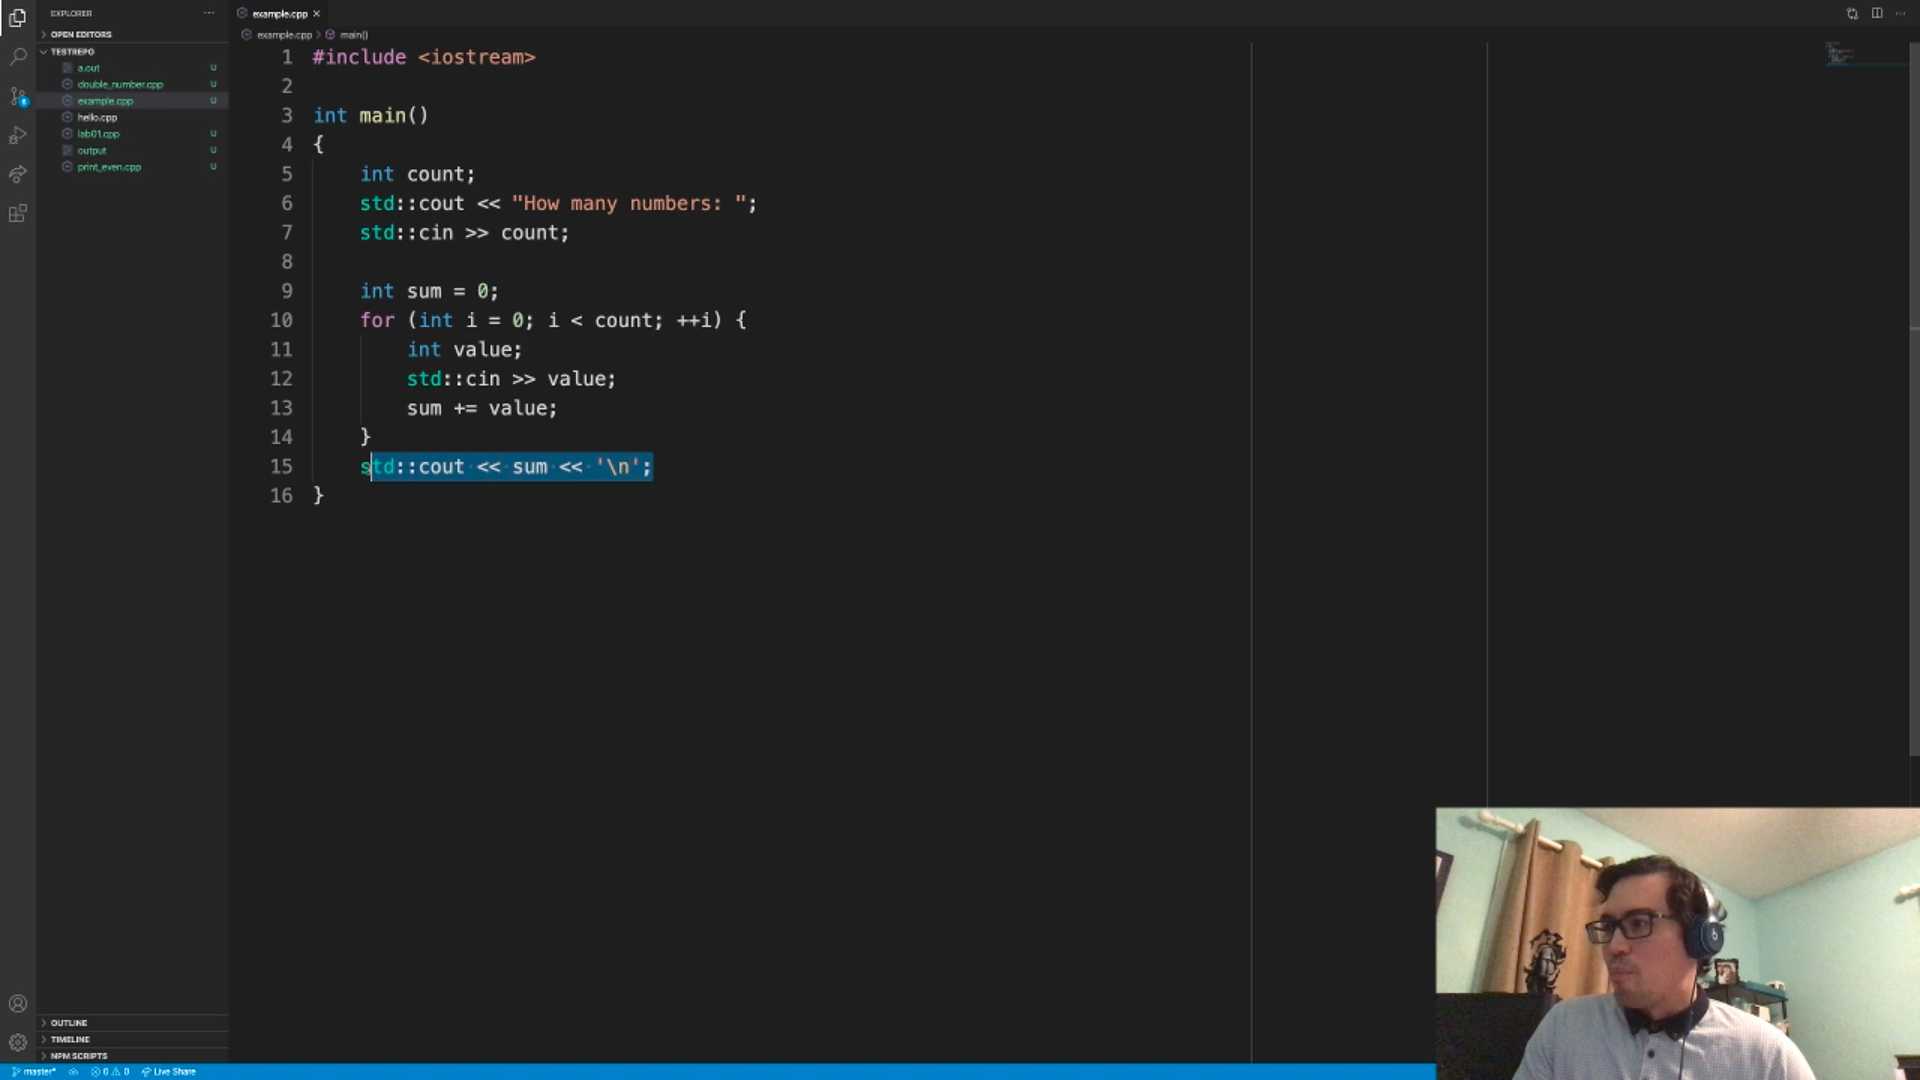 EXPLORER
OPEN EDITORS
TESTREPO
a.out U
double_number.cpp U
example.cpp U
hello.cpp
lab01.cpp U
output U
print_even.cpp U
OUTLINE
TIMELINE
NPM SCRIPTS
example.cpp
example.cpp > main()
1 #include <iostream>
2
3 int main()
4 {
5 int count;
6 std::cout << "How many numbers: ";
7 std::cin >> count;
8
9 int sum = 0;
10 for (int i = 0; i < count; ++i) {
11 int value;
12 std::cin >> value;
13 sum += value;
14 }
15 std::cout << sum << '\n';
16 }
master* 0 0 Live Share